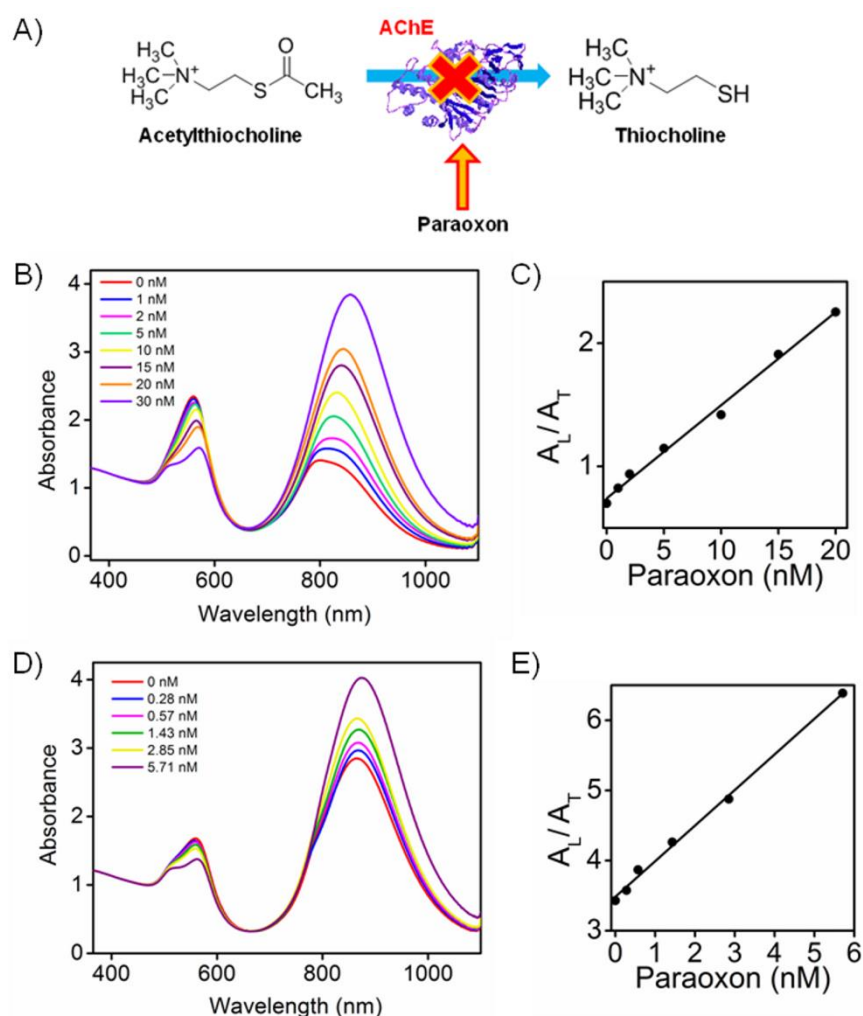 A)
AChE
H₃C
H₃C
H₃C
N⁺
S
O
CH₃
Acetylthiocholine
H₃C
H₃C
H₃C
N⁺
SH
Thiocholine
Paraoxon
B)
4
3
2
1
0
Absorbance
0 nM
1 nM
2 nM
5 nM
10 nM
15 nM
20 nM
30 nM
400 600 800 1000
Wavelength (nm)
C)
2
1
A_L/A_T
0 5 10 15 20
Paraoxon (nM)
D)
4
3
2
1
0
Absorbance
0 nM
0.28 nM
0.57 nM
1.43 nM
2.85 nM
5.71 nM
400 600 800 1000
Wavelength (nm)
E)
6
5
4
3
A_L/A_T
0 1 2 3 4 5 6
Paraoxon (nM)